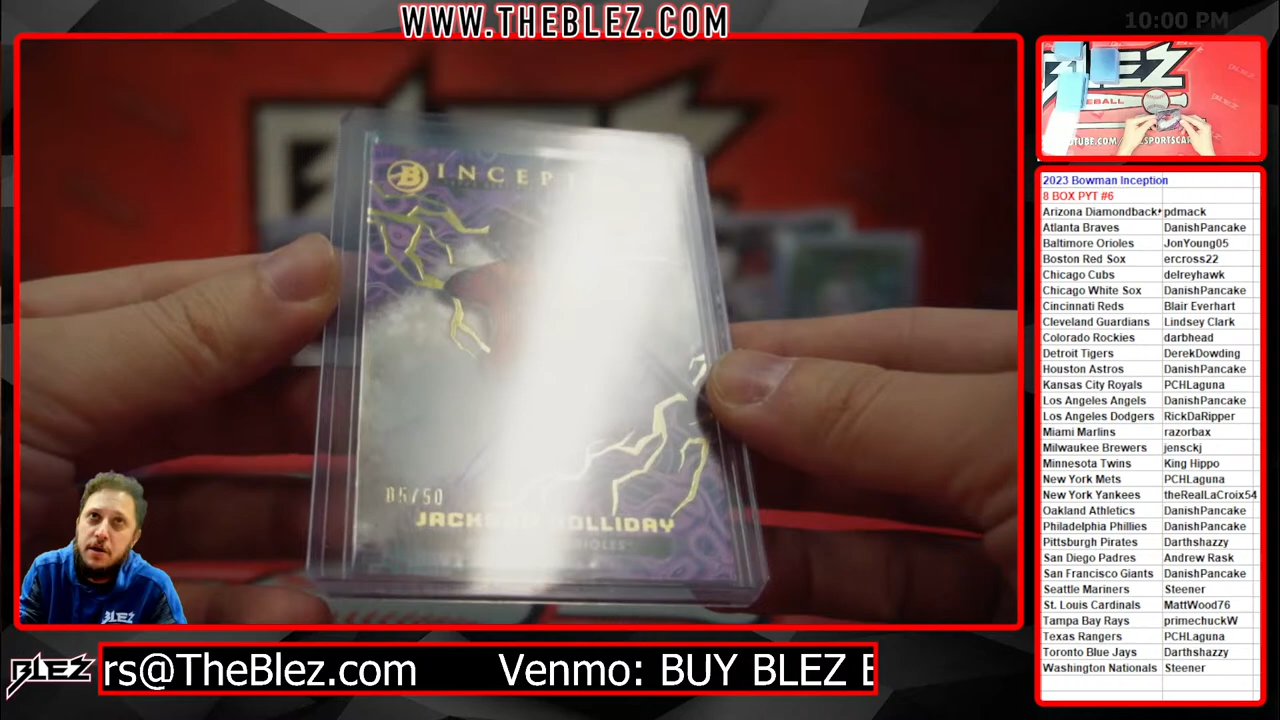 WWW.THEBLEZ.COM
10:00 PM
INCEP
05/50
HOLLIDAY
BLEZ
BLEZ
BLEZ
rs@TheBlez.com Venmo: BUY BLEZ
2023 Bowman Inception
8 BOX PYT #6
Arizona Diamondback pdmack
Atlanta Braves DanishPancake
Baltimore Orioles JonYoung05
Boston Red Sox ercross22
Chicago Cubs delreyhawk
Chicago White Sox DanishPancake
Cincinnati Reds Blair Everhart
Cleveland Guardians Lindsey Clark
Colorado Rockies darbhead
Detroit Tigers DerekDowding
Houston Astros DanishPancake
Kansas City Royals PCHLaguna
Los Angeles Angels DanishPancake
Los Angeles Dodgers RickDaRipper
Miami Marlins razorbax
Milwaukee Brewers jensckj
Minnesota Twins King Hippo
New York Mets PCHLaguna
New York Yankees theRealLaCroix54
Oakland Athletics DanishPancake
Philadelphia Phillies DanishPancake
Pittsburgh Pirates Darthshazzy
San Diego Padres Andrew Rask
San Francisco Giants DanishPancake
Seattle Mariners Steener
St. Louis Cardinals MattWood76
Tampa Bay Rays primechuckW
Texas Rangers PCHLaguna
Toronto Blue Jays Darthshazzy
Washington Nationals Steener